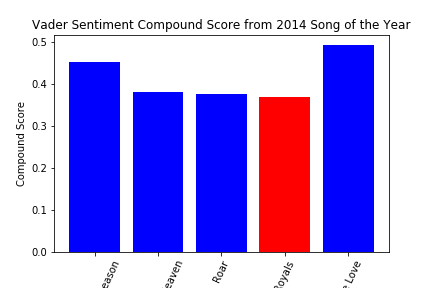 Vader Sentiment Compound Score from 2014 Song of the Year
Compound Score
0.5
0.4
0.3
0.2
0.1
0.0
eason
eaven
Roar
Royals
e Love